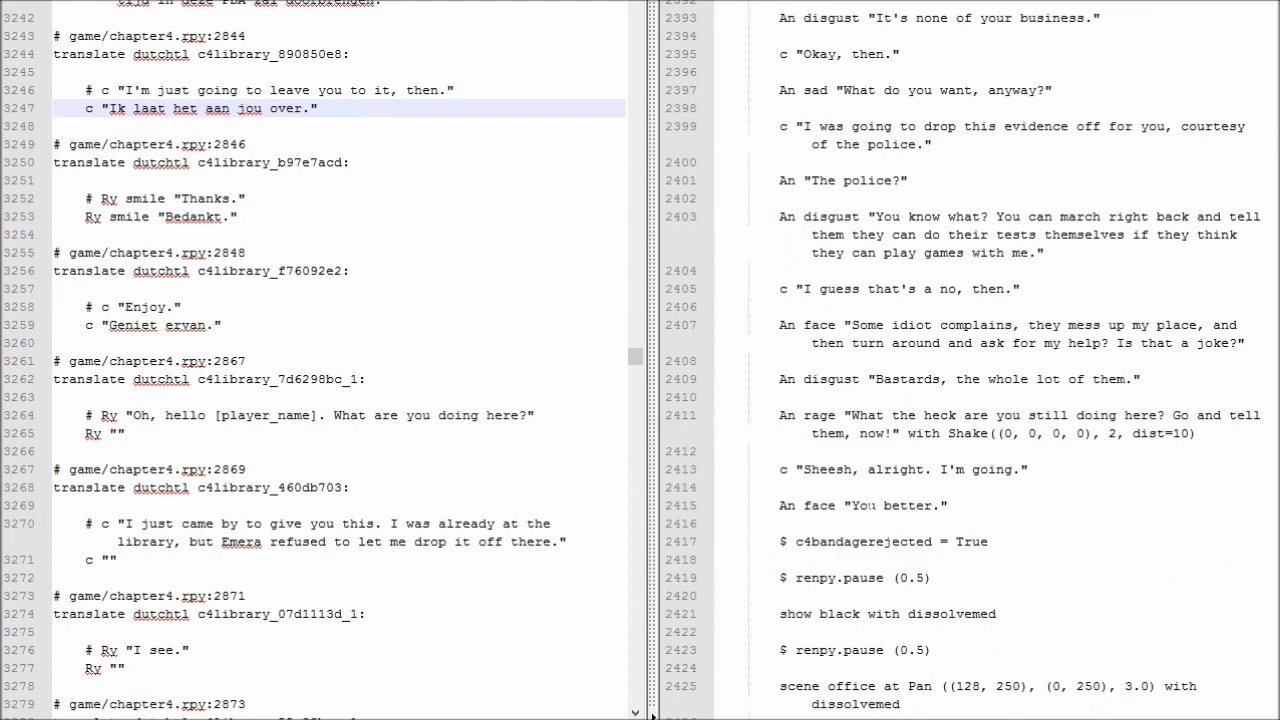 tijd in deze PDA zal doorbrengen.
3242
3243 # game/chapter4.rpy:2844
3244 translate dutchtl c4library_890850e8:
3245
3246 # c "I'm just going to leave you to it, then."
3247 c "Ik laat het aan jou over."
3248
3249 # game/chapter4.rpy:2846
3250 translate dutchtl c4library_b97e7acd:
3251
3252 # Ry smile "Thanks."
3253 Ry smile "Bedankt."
3254
3255 # game/chapter4.rpy:2848
3256 translate dutchtl c4library_f76092e2:
3257
3258 # c "Enjoy."
3259 c "Geniet ervan."
3260
3261 # game/chapter4.rpy:2867
3262 translate dutchtl c4library_7d6298bc_1:
3263
3264 # Ry "Oh, hello [player_name]. What are you doing here?"
3265 Ry ""
3266
3267 # game/chapter4.rpy:2869
3268 translate dutchtl c4library_460db703:
3269
3270 # c "I just came by to give you this. I was already at the
library, but Emera refused to let me drop it off there."
3271 c ""
3272
3273 # game/chapter4.rpy:2871
3274 translate dutchtl c4library_07d1113d_1:
3275
3276 # Ry "I see."
3277 Ry ""
3278
3279 # game/chapter4.rpy:2873
2393 An disgust "It's none of your business."
2394
2395 c "Okay, then."
2396
2397 An sad "What do you want, anyway?"
2398
2399 c "I was going to drop this evidence off for you, courtesy
of the police."
2400
2401 An "The police?"
2402
2403 An disgust "You know what? You can march right back and tell
them they can do their tests themselves if they think
they can play games with me."
2404
2405 c "I guess that's a no, then."
2406
2407 An face "Some idiot complains, they mess up my place, and
then turn around and ask for my help? Is that a joke?"
2408
2409 An disgust "Bastards, the whole lot of them."
2410
2411 An rage "What the heck are you still doing here? Go and tell
them, now!" with Shake((0, 0, 0, 0), 2, dist=10)
2412
2413 c "Sheesh, alright. I'm going."
2414
2415 An face "You better."
2416
2417 $ c4bandagerejected = True
2418
2419 $ renpy.pause (0.5)
2420
2421 show black with dissolvemed
2422
2423 $ renpy.pause (0.5)
2424
2425 scene office at Pan ((128, 250), (0, 250), 3.0) with
dissolvemed